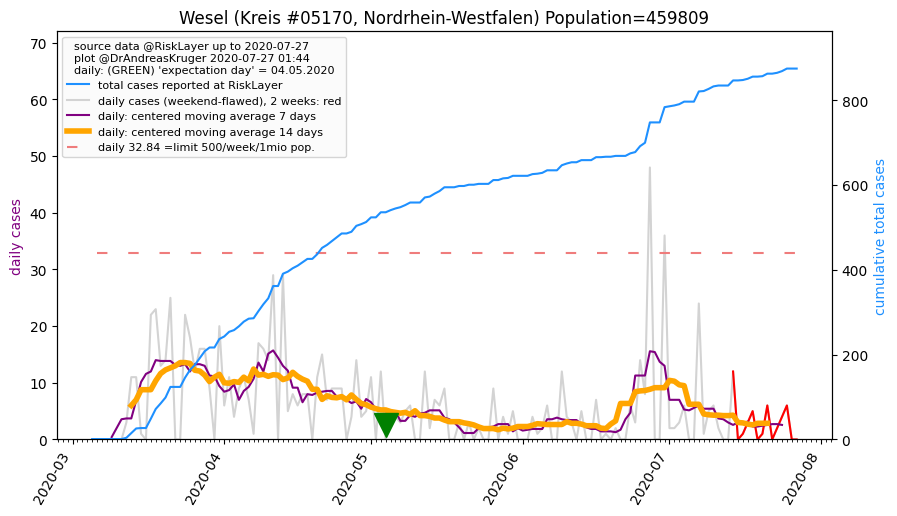 Wesel (Kreis #05170, Nordrhein-Westfalen) Population=459809
source data @RiskLayer up to 2020-07-27
plot @DrAndreasKruger 2020-07-27 01:44
daily: (GREEN) 'expectation day' = 04.05.2020
total cases reported at RiskLayer
daily cases (weekend-flawed), 2 weeks: red
daily: centered moving average 7 days
daily: centered moving average 14 days
daily 32.84 =limit 500/week/1mio pop.
daily cases
70
60
50
40
30
20
10
0
cumulative total cases
800
600
400
200
0
2020-03
2020-04
2020-05
2020-06
2020-07
2020-08